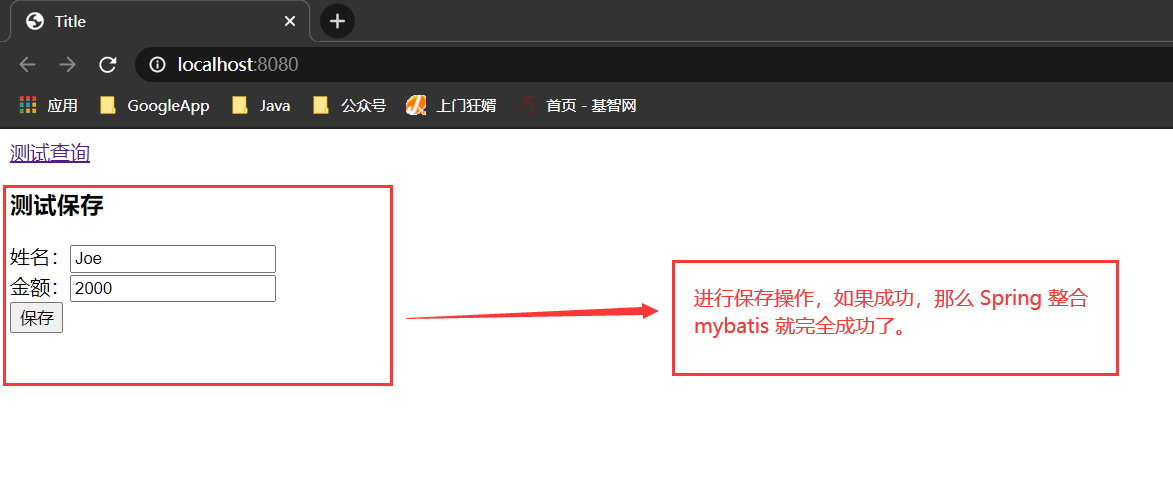 Title
localhost:8080
应用 GoogleApp Java 公众号 上门狂婿 首页 - 基智网
测试查询
测试保存
姓名： Joe
金额： 2000
保存
进行保存操作，如果成功，那么 Spring 整合
mybatis 就完全成功了。